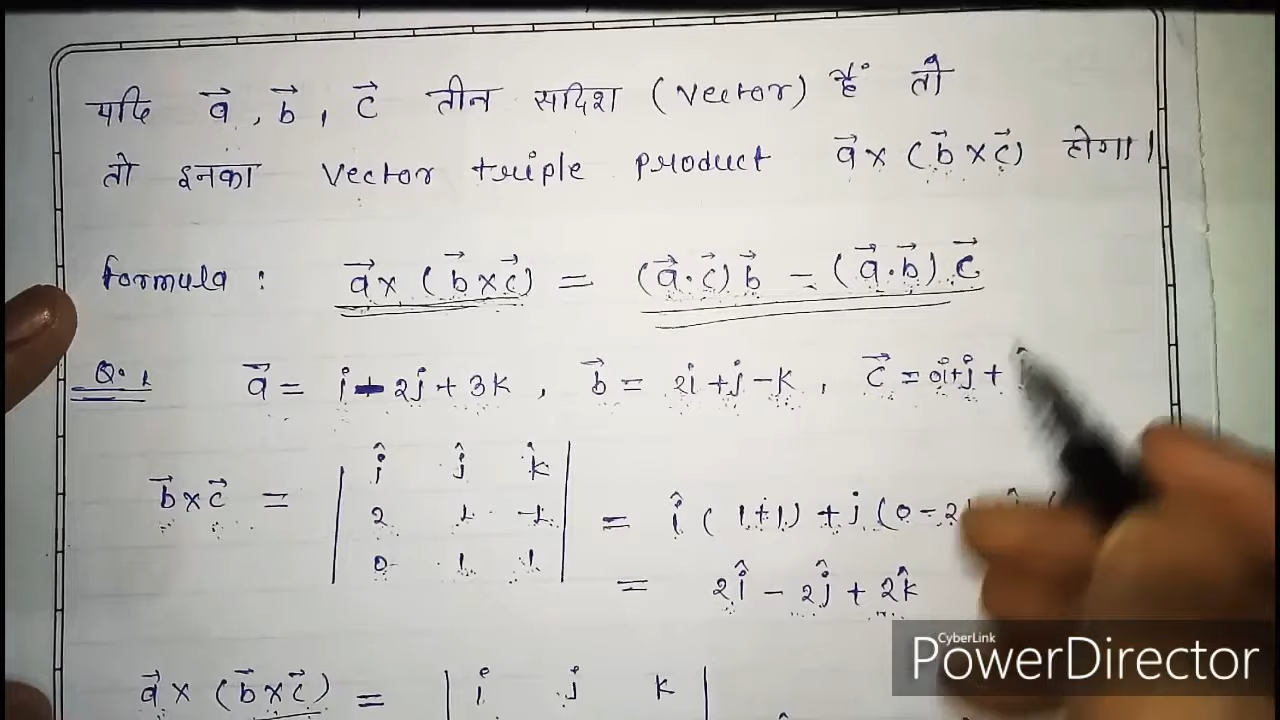 यदि a⃗, b⃗, c⃗ तीन सदिश (Vector) हैं तो
तो इनका Vector triple product a⃗ × (b⃗ × c⃗) होगा।
formula : a⃗ × (b⃗ × c⃗) = (a⃗·c⃗) b⃗ - (a⃗·b⃗) c⃗
Q. 1 a⃗ = i - 2j + 3k , b⃗ = 2i + j - k , c⃗ = 0i + j +
b⃗ × c⃗ = | î ĵ k̂ |
| 2 1 -1 | = î (1+1) + j (0-2)
| 0 1 1 |
= 2î - 2ĵ + 2k̂
a⃗ × (b⃗ × c⃗) = | i j k |
CyberLink
PowerDirector